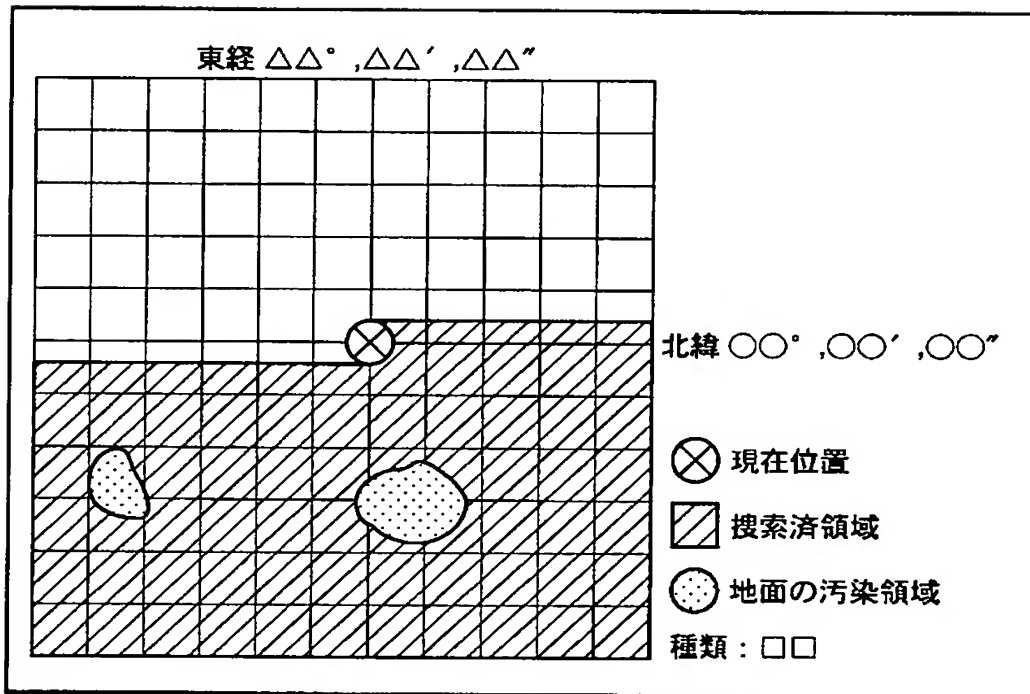 東経 △△° ,△△′ ,△△″
北緯 ○○° ,○○′ ,○○″
現在位置
捜索済領域
地面の汚染領域
種類：□□